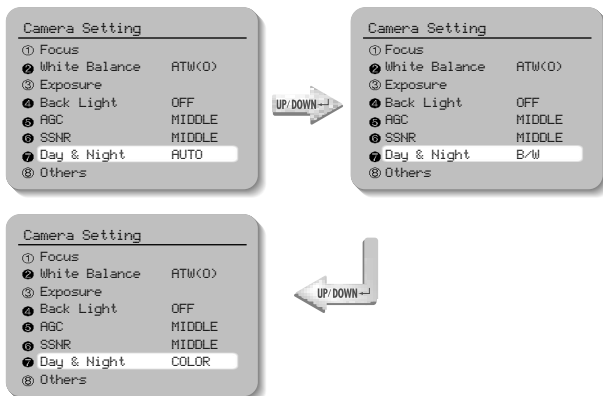 Camera Setting
① Focus
❷ White Balance ATW(0)
③ Exposure
❹ Back Light OFF
❺ AGC MIDDLE
❻ SSNR MIDDLE
❼ Day & Night AUTO
⑧ Others
UP/DOWN↵
Camera Setting
① Focus
❷ White Balance ATW(0)
③ Exposure
❹ Back Light OFF
❺ AGC MIDDLE
❻ SSNR MIDDLE
❼ Day & Night B/W
⑧ Others
UP/DOWN↵
Camera Setting
① Focus
❷ White Balance ATW(0)
③ Exposure
❹ Back Light OFF
❺ AGC MIDDLE
❻ SSNR MIDDLE
❼ Day & Night COLOR
⑧ Others